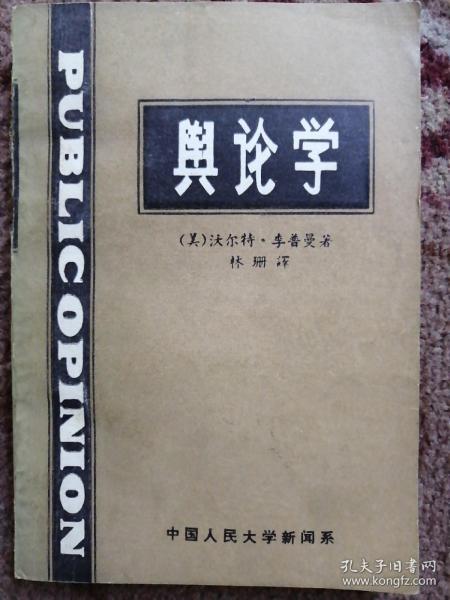 PUBLIC OPINION
舆论学
(美)沃尔特·李普曼著
林珊譯
中国人民大学新闻系
孔夫子旧书网
www.kongfz.com